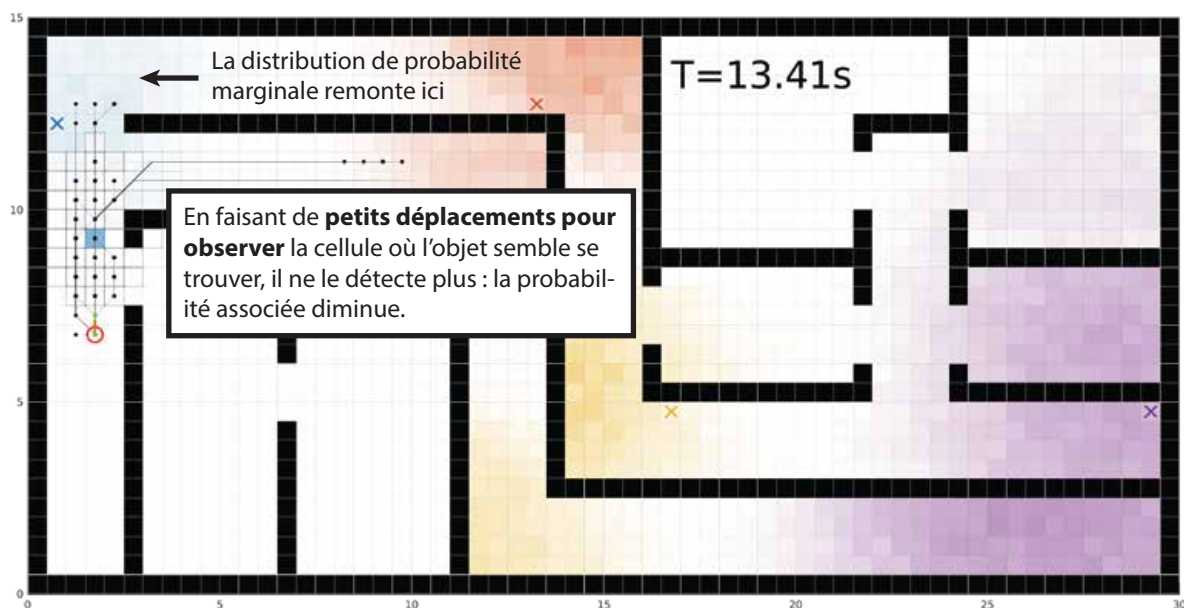 15
La distribution de probabilité
marginale remonte ici
T=13.41s
10
En faisant de petits déplacements pour
observer la cellule où l’objet semble se
trouver, il ne le détecte plus : la probabil-
ité associée diminue.
5
0
0 5 10 15 20 25 30